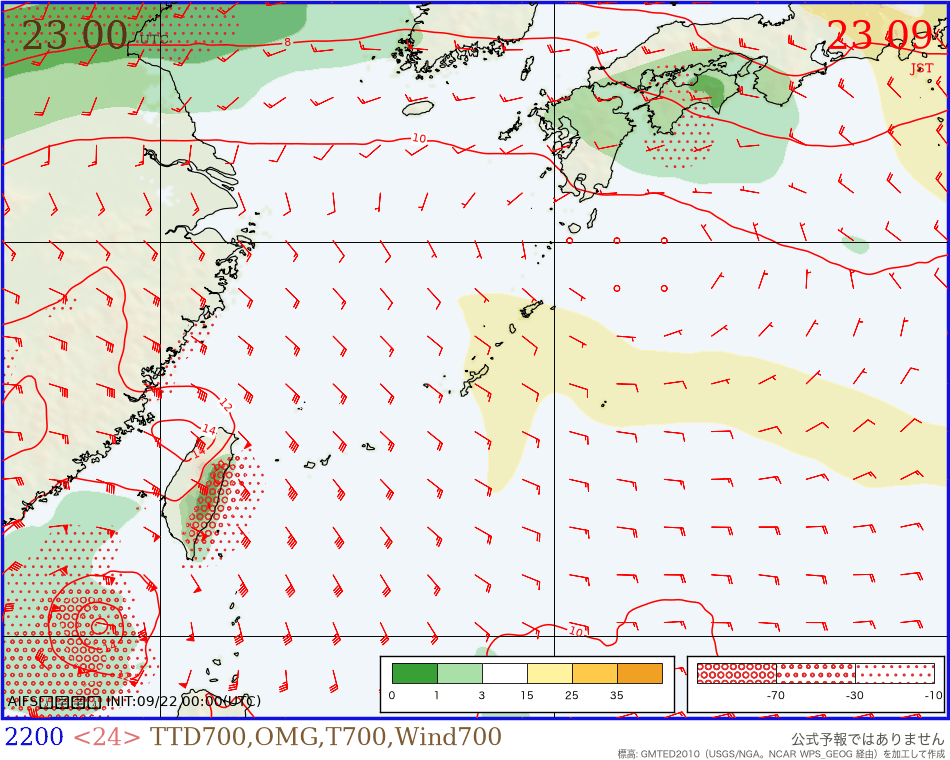 23 00 UTC
23 09
JST
8
10
12
14
14
10
AIFS INIT:09/22 00:00(UTC)
0 1 3 15 25 35
-70 -30 -10
2200 <24> TTD700,OMG,T700,Wind700
公式予報ではありません
標高: GMTED2010（USGS/NGA。NCAR WPS_GEOG 経由）を加工して作成